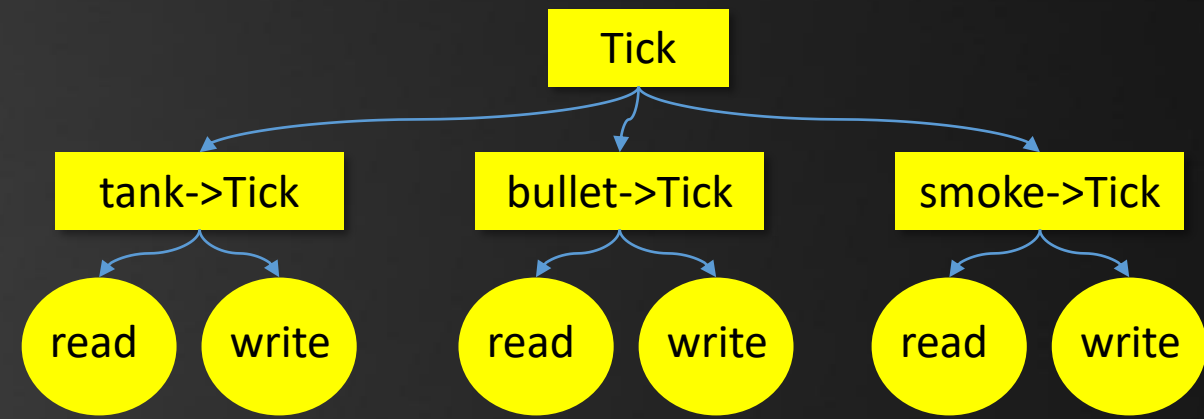 Tick
tank->Tick
bullet->Tick
smoke->Tick
read
write
read
write
read
write